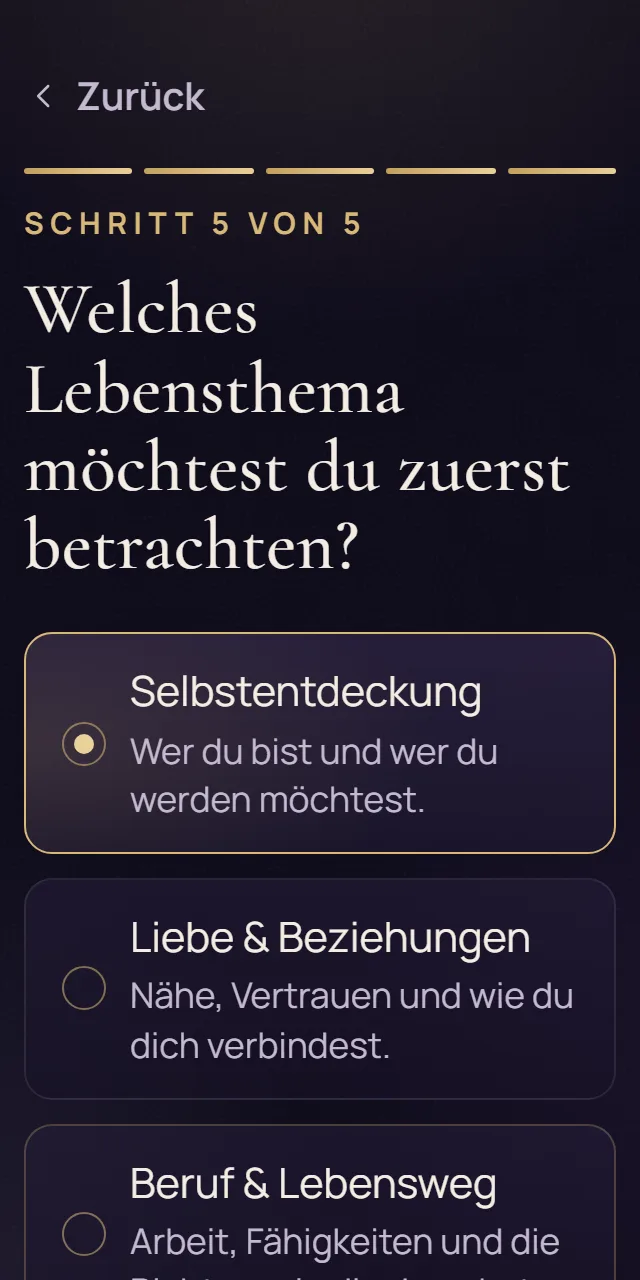 Zurück
SCHRITT 5 VON 5
Welches
Lebensthema
möchtest du zuerst
betrachten?
Selbstentdeckung
Wer du bist und wer du
werden möchtest.
Liebe & Beziehungen
Nähe, Vertrauen und wie du
dich verbindest.
Beruf & Lebensweg
Arbeit, Fähigkeiten und die